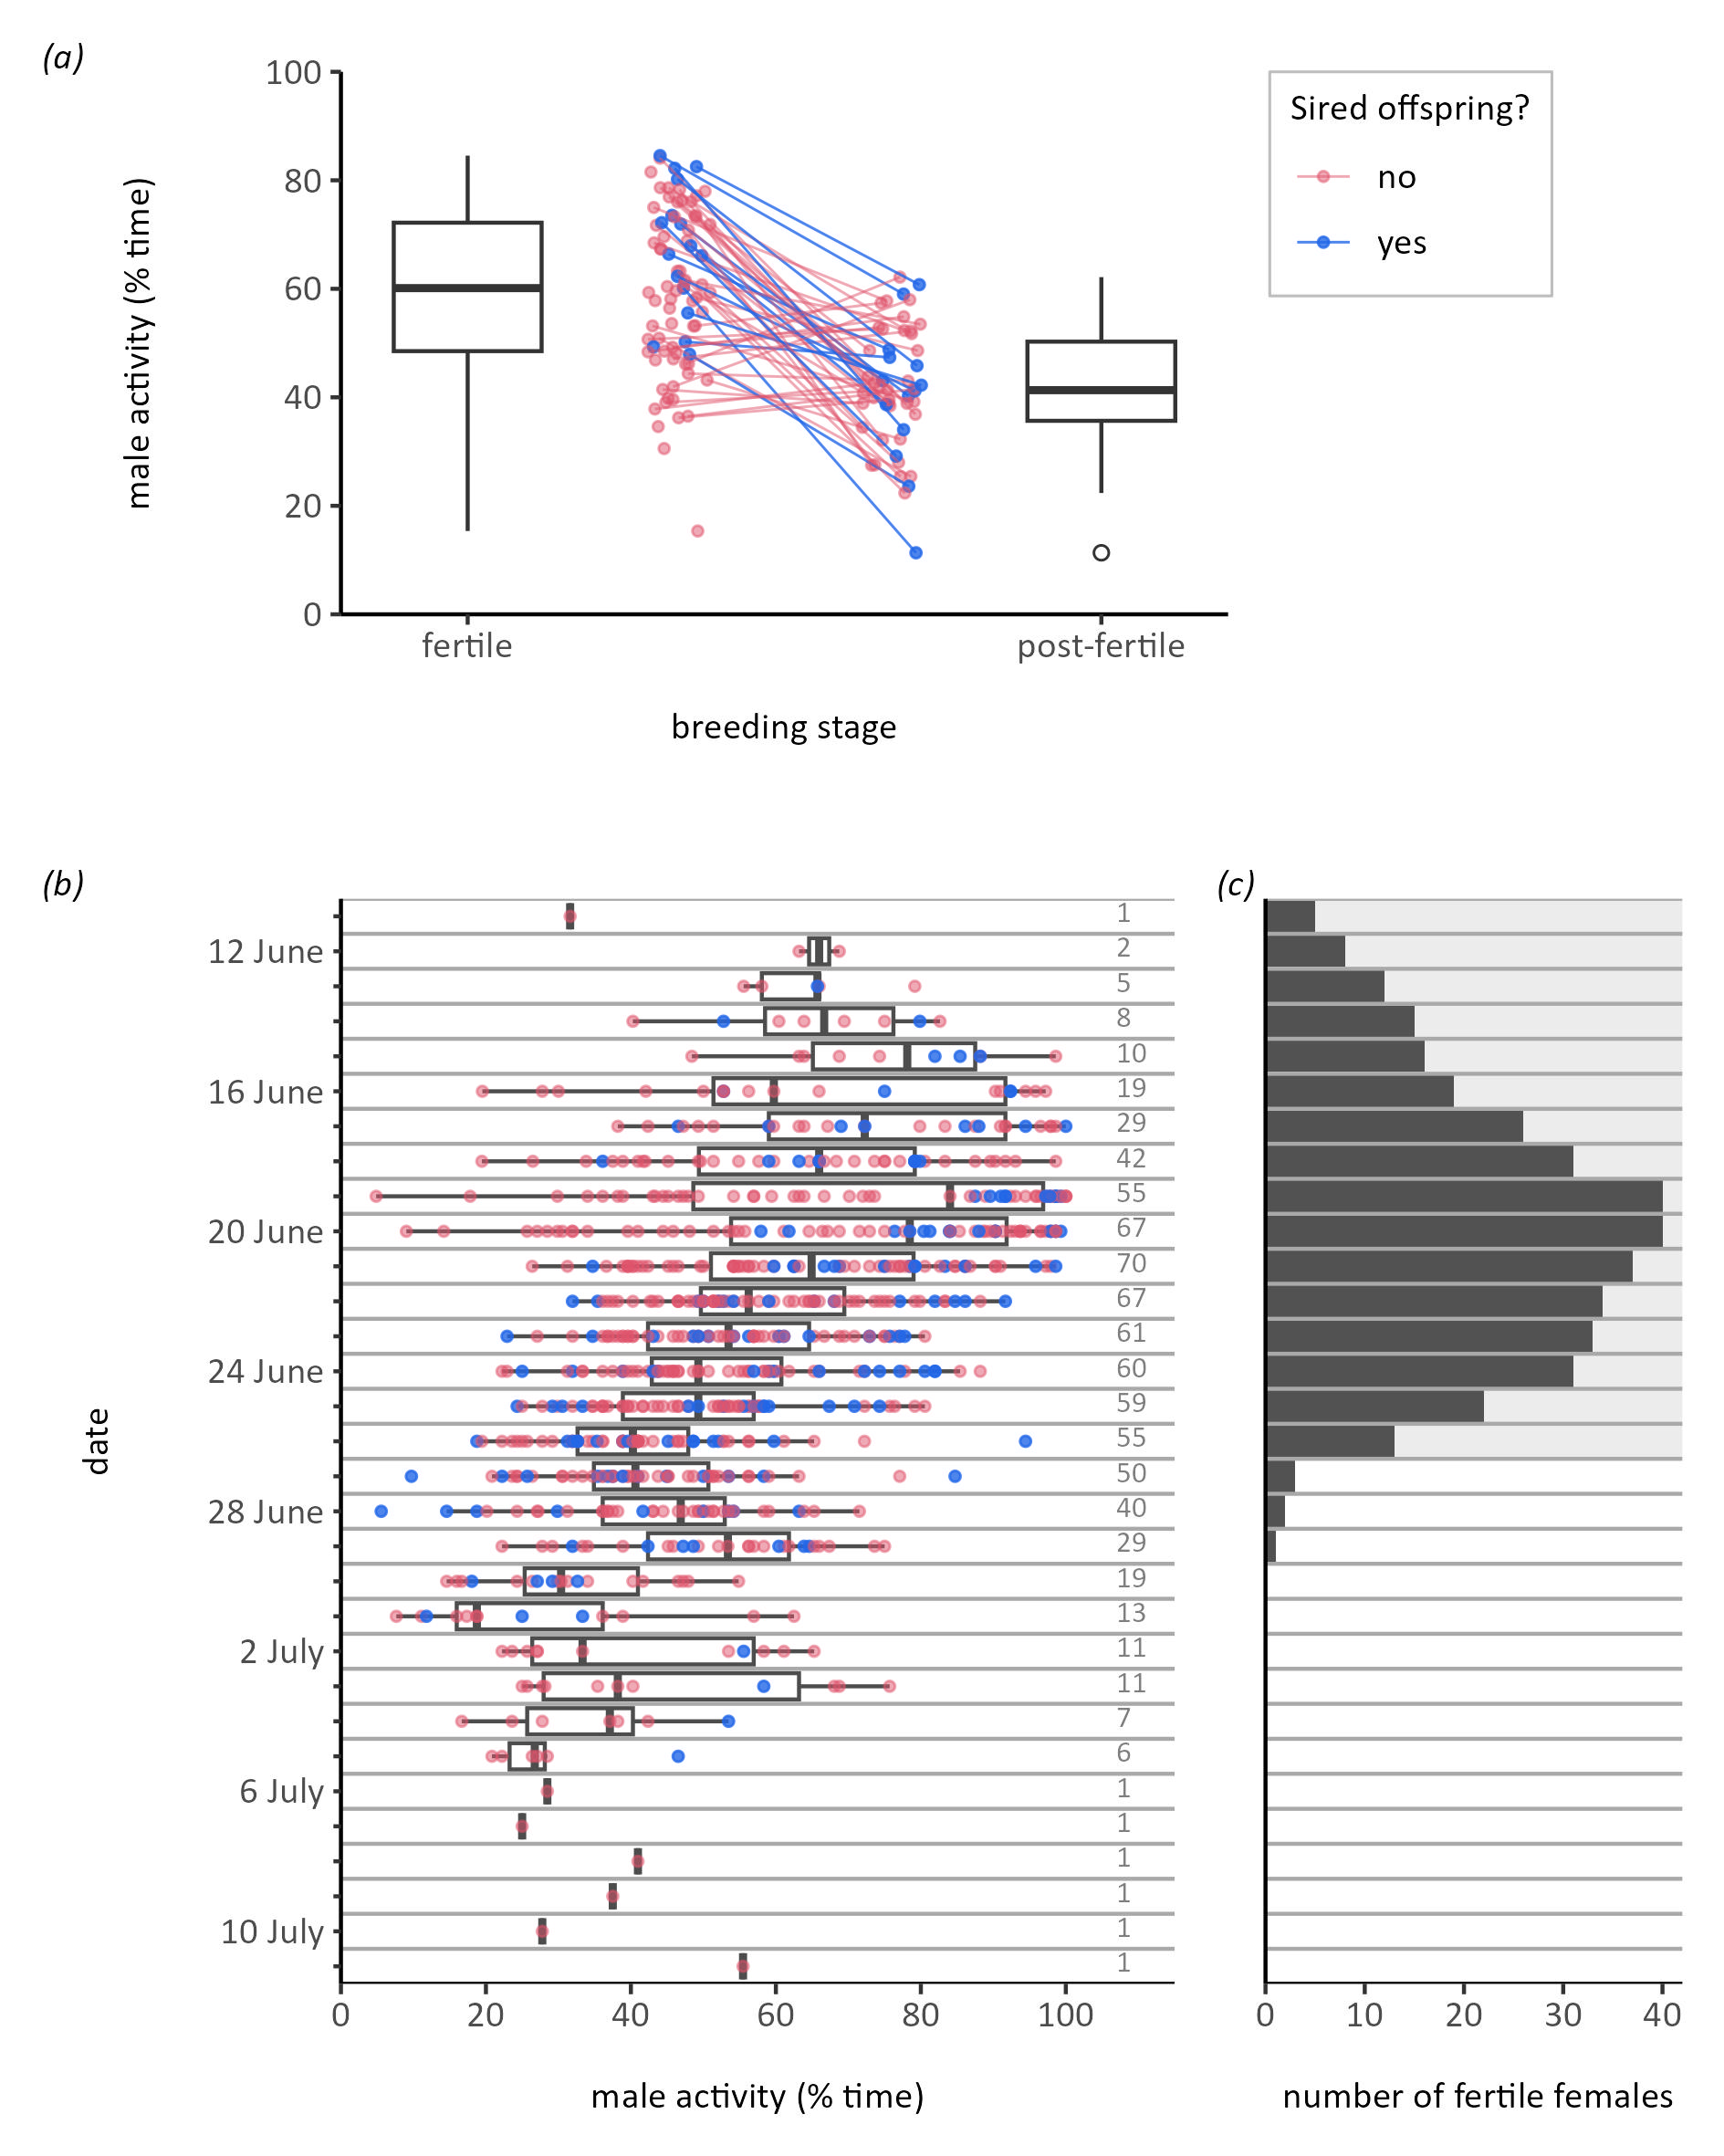 (a)
100
80
60
40
20
0
male activity (% time)
fertile
post-fertile
breeding stage
Sired offspring?
no
yes
(b)
(c)
1
12 June
2
5
8
10
16 June
19
29
42
55
20 June
67
70
67
61
24 June
60
59
55
50
28 June
40
29
19
13
2 July
11
11
7
6
6 July
1
1
1
1
10 July
1
1
date
0
20
40
60
80
100
male activity (% time)
0
10
20
30
40
number of fertile females